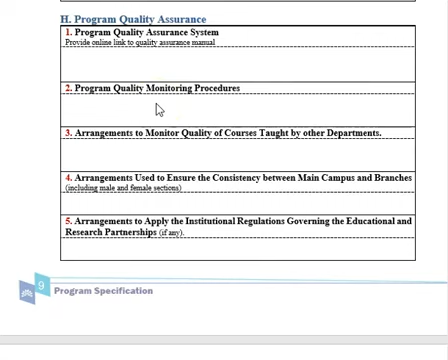 H. Program Quality Assurance
1. Program Quality Assurance System
Provide online link to quality assurance manual
2. Program Quality Monitoring Procedures
3. Arrangements to Monitor Quality of Courses Taught by other Departments.
4. Arrangements Used to Ensure the Consistency between Main Campus and Branches
(including male and female sections)
5. Arrangements to Apply the Institutional Regulations Governing the Educational and
Research Partnerships (if any).
9
Program Specification